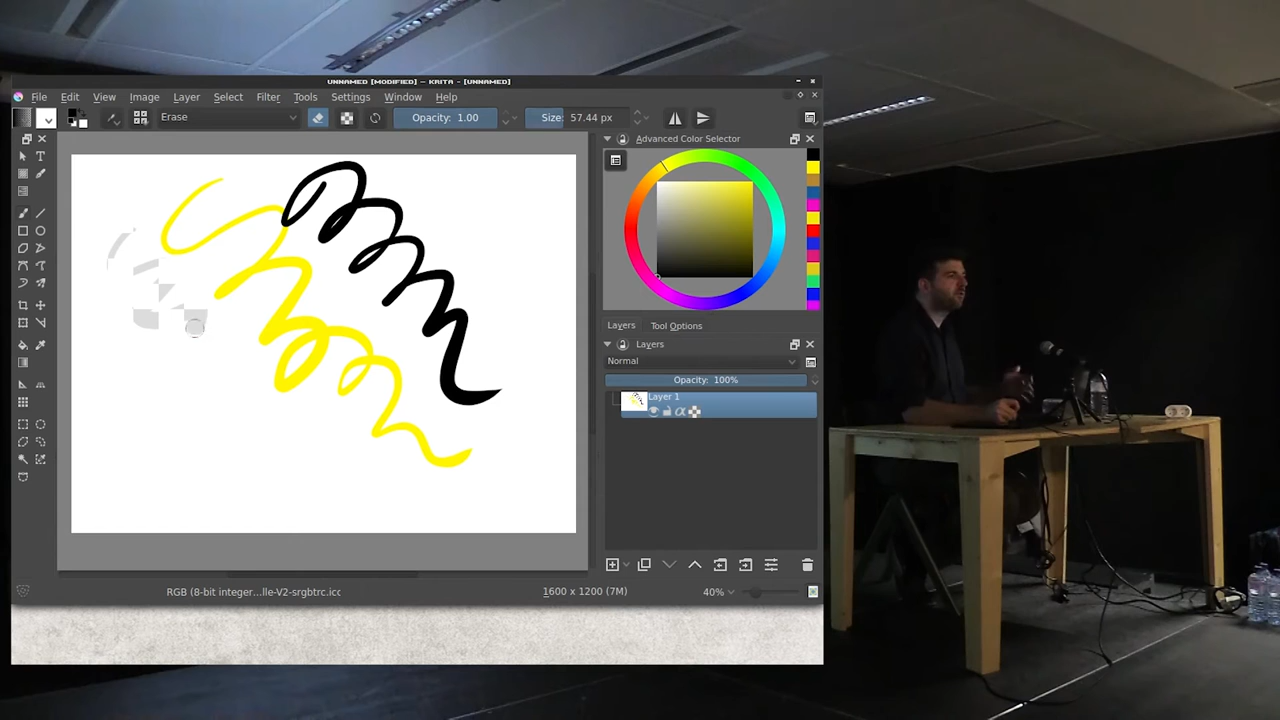 UNNAMED [MODIFIED] – KRITA - [UNNAMED]
File Edit View Image Layer Select Filter Tools Settings Window Help
Erase Opacity: 1.00 Size: 57.44 px
Advanced Color Selector
Layers Tool Options
Layers
Normal
Opacity: 100%
Layer 1
RGB (8-bit integer...lle-V2-srgbtrc.icc 1600 x 1200 (7M) 40%